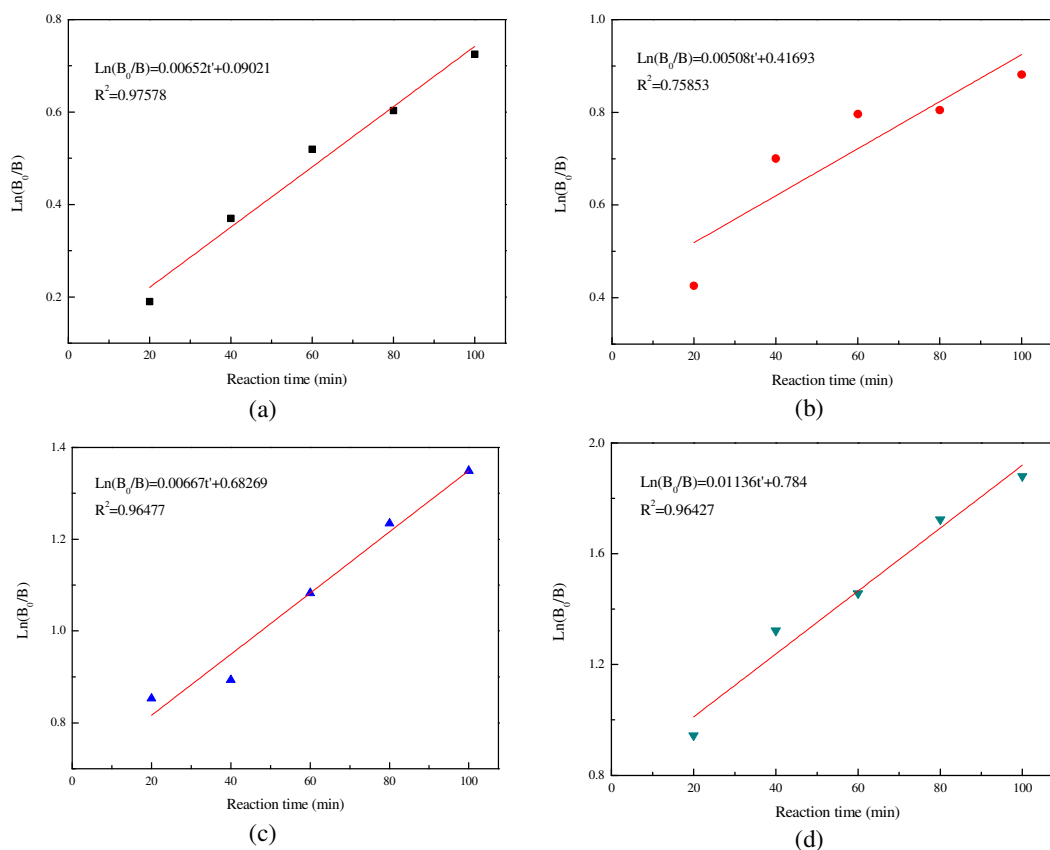 0.8
0.6
0.4
0.2
Ln(B₀/B)
Ln(B₀/B)=0.00652t'+0.09021
R²=0.97578
0 20 40 60 80 100
Reaction time (min)
(a)
1.0
0.8
0.6
0.4
Ln(B₀/B)
Ln(B₀/B)=0.00508t'+0.41693
R²=0.75853
0 20 40 60 80 100
Reaction time (min)
(b)
1.4
1.2
1.0
0.8
Ln(B₀/B)
Ln(B₀/B)=0.00667t'+0.68269
R²=0.96477
0 20 40 60 80 100
Reaction time (min)
(c)
2.0
1.6
1.2
0.8
Ln(B₀/B)
Ln(B₀/B)=0.01136t'+0.784
R²=0.96427
0 20 40 60 80 100
Reaction time (min)
(d)